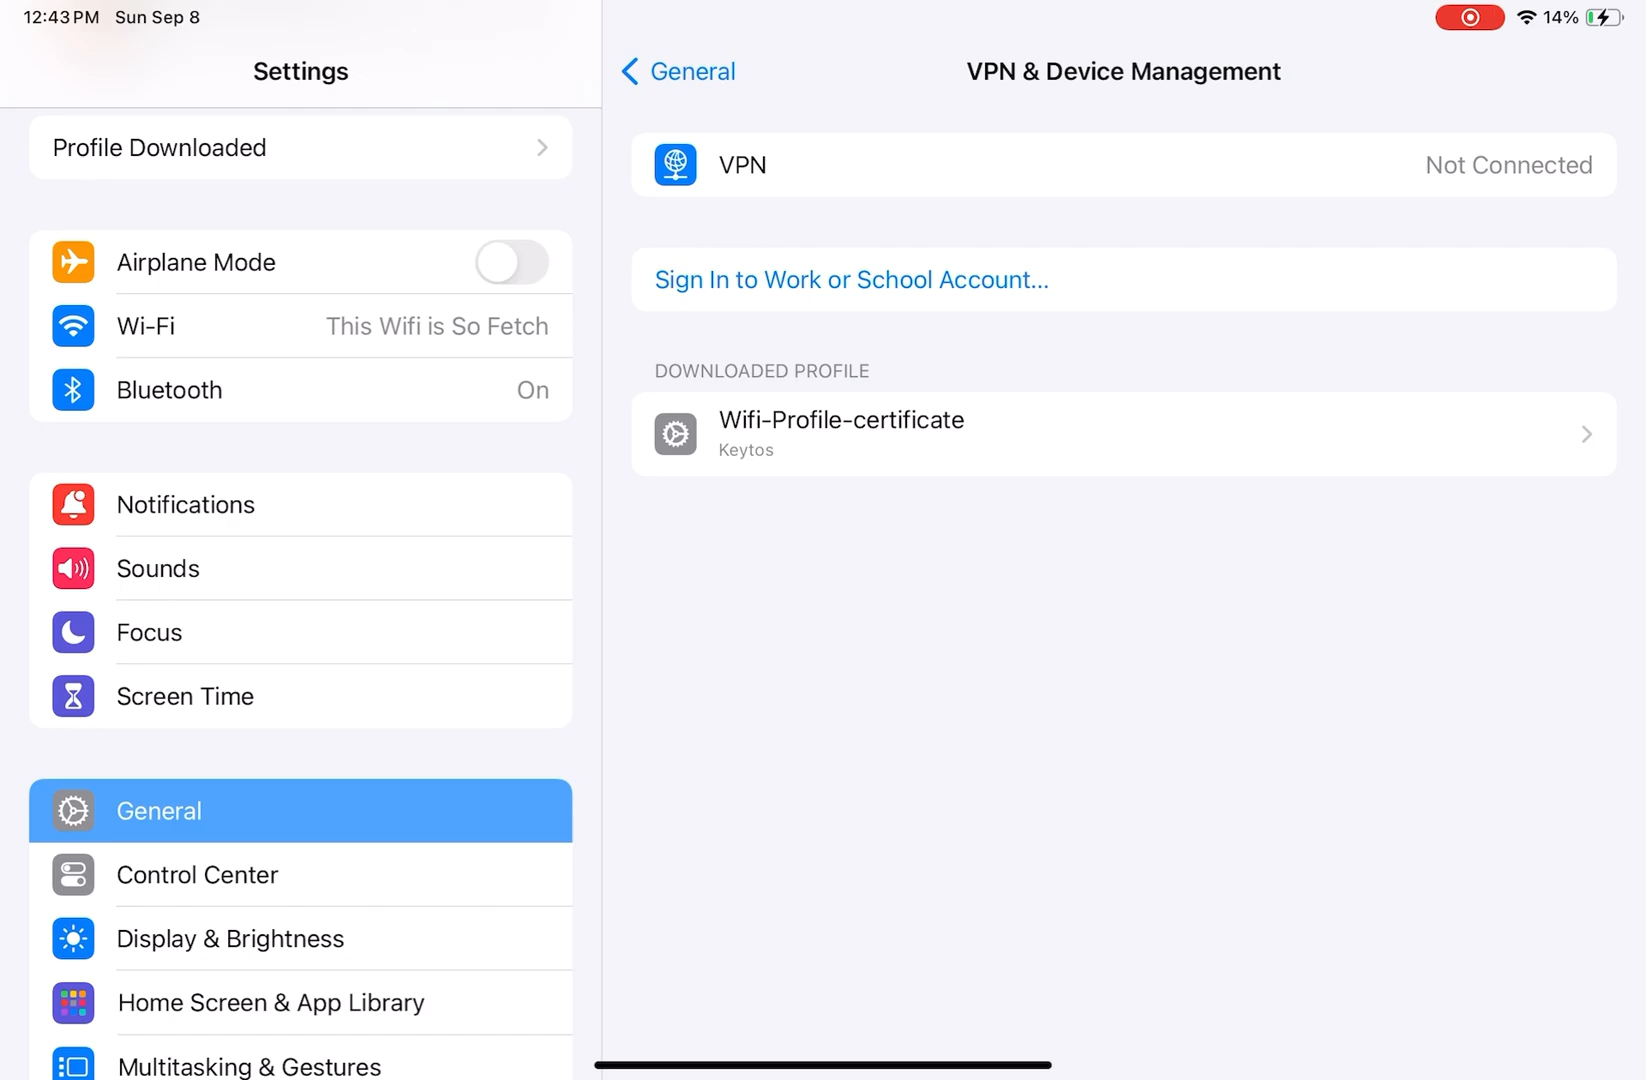 12:43 PM Sun Sep 8
14%
Settings
Profile Downloaded
Airplane Mode
Wi-Fi This Wifi is So Fetch
Bluetooth On
Notifications
Sounds
Focus
Screen Time
General
Control Center
Display & Brightness
Home Screen & App Library
Multitasking & Gestures
General
VPN & Device Management
VPN Not Connected
Sign In to Work or School Account...
DOWNLOADED PROFILE
Wifi-Profile-certificate
Keytos